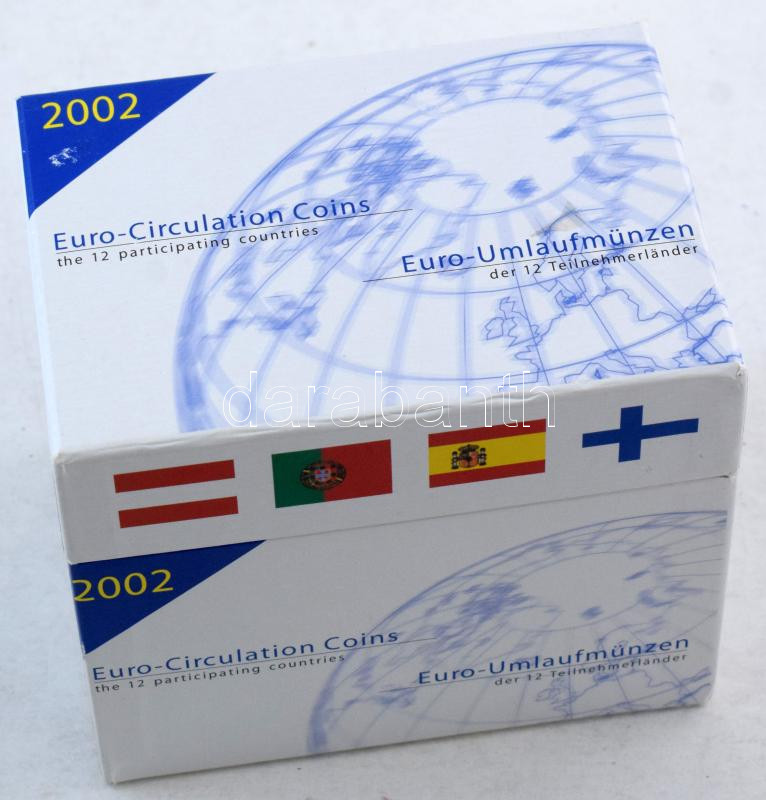 2002
Euro-Circulation Coins
the 12 participating countries
Euro-Umlaufmünzen
der 12 Teilnehmerländer
darabanth
2002
Euro-Circulation Coins
the 12 participating countries
Euro-Umlaufmünzen
der 12 Teilnehmerländer